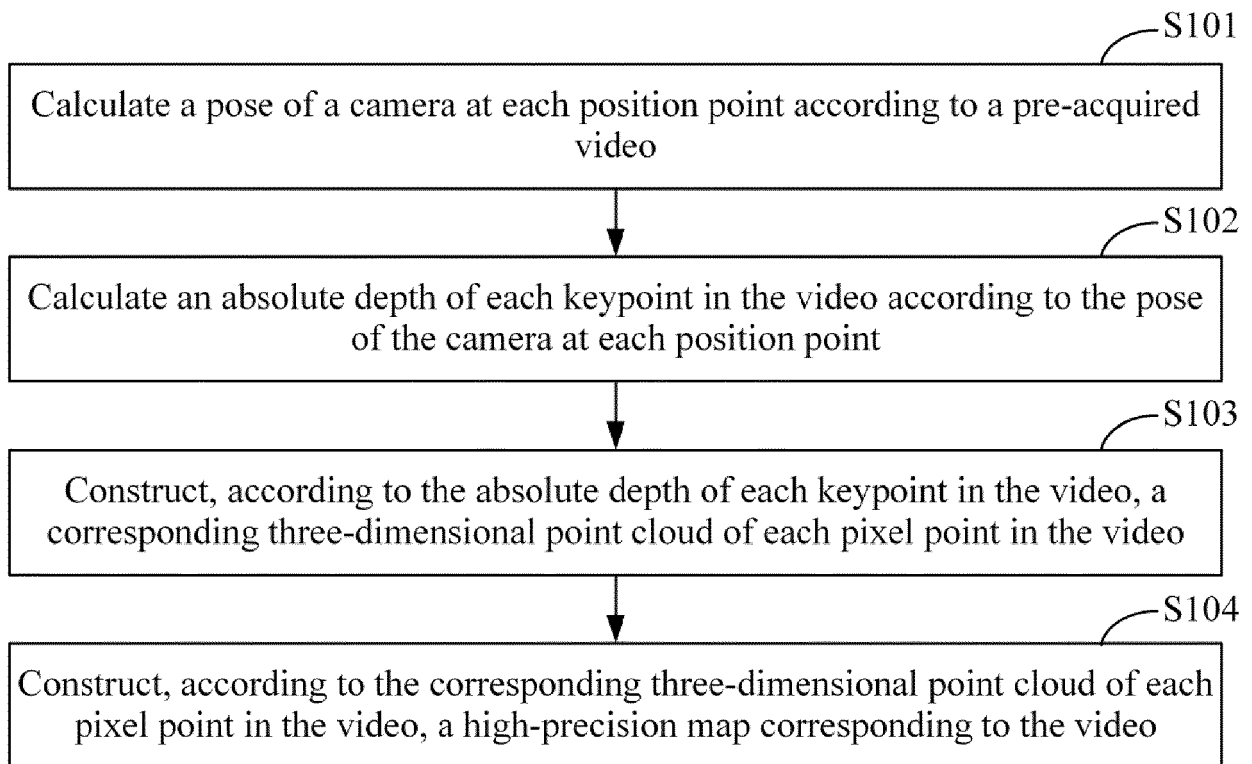 S101
Calculate a pose of a camera at each position point according to a pre-acquired
video
S102
Calculate an absolute depth of each keypoint in the video according to the pose
of the camera at each position point
S103
Construct, according to the absolute depth of each keypoint in the video, a
corresponding three-dimensional point cloud of each pixel point in the video
S104
Construct, according to the corresponding three-dimensional point cloud of each
pixel point in the video, a high-precision map corresponding to the video